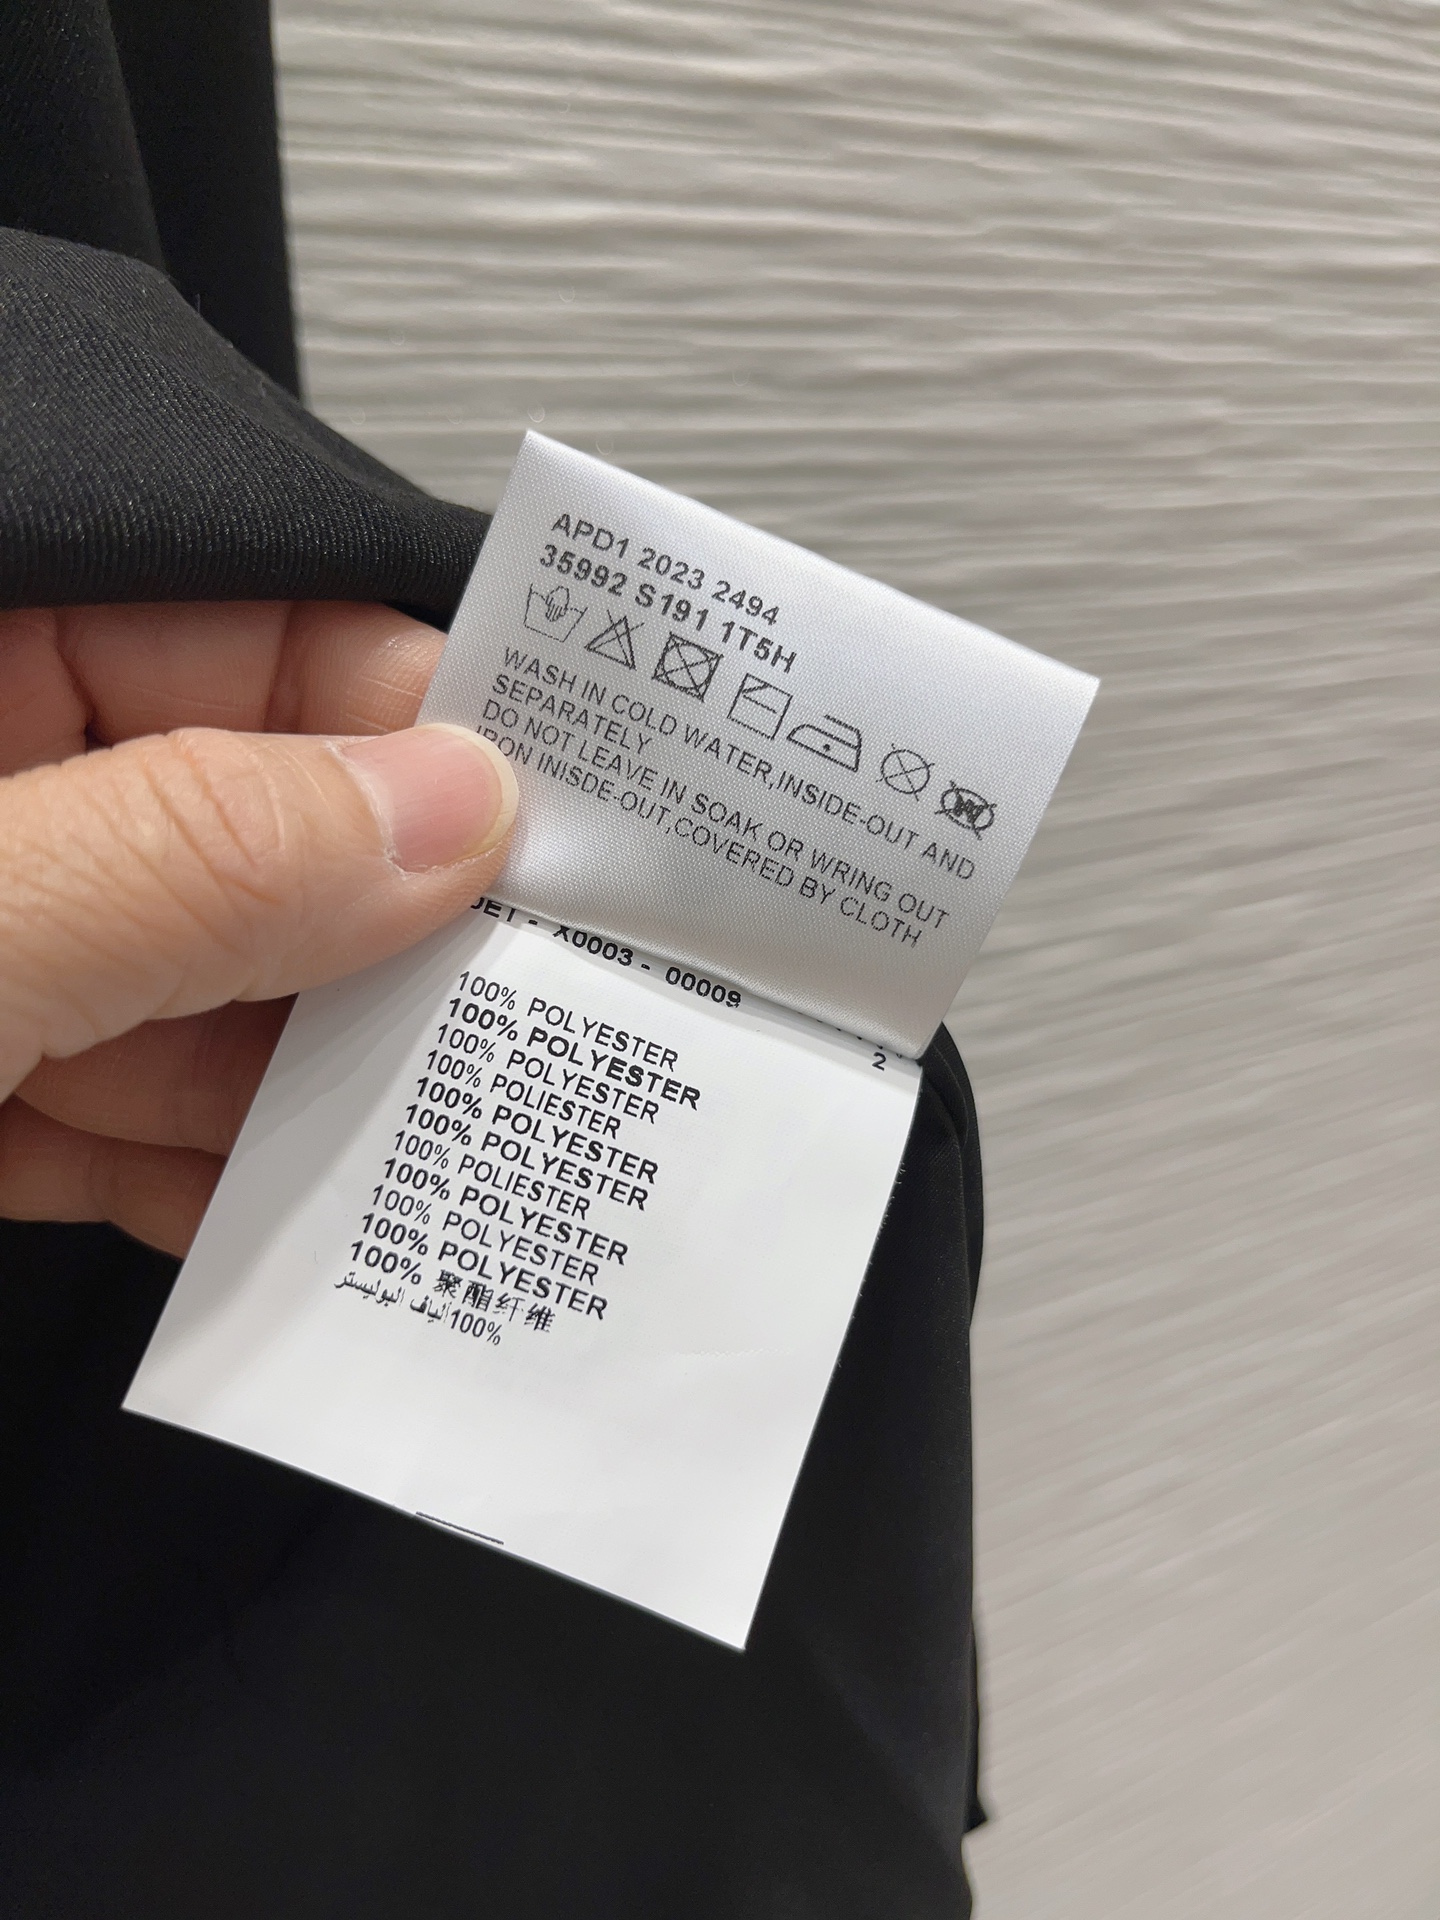 APD1 2023 2494
35992 S191 1T5H
WASH IN COLD WATER,INSIDE-OUT AND
SEPARATELY
DO NOT LEAVE IN SOAK OR WRING OUT
IRON INISDE-OUT,COVERED BY CLOTH
DET - X0003 - 00009
2
100% POLYESTER
100% POLYESTER
100% POLYESTER
100% POLIESTER
100% POLYESTER
100% POLYESTER
100% POLIESTER
100% POLYESTER
100% POLYESTER
100% POLYESTER
100% 聚酯纤维
100% ألياف البوليستر